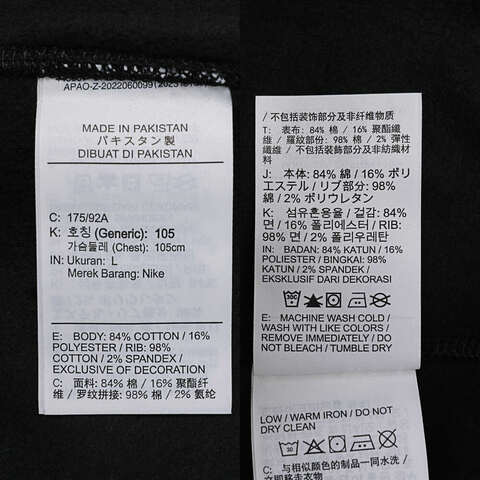 APAO-Z-2022060099
MADE IN PAKISTAN
パキスタン製
DIBUAT DI PAKISTAN
C: 175/92A
K: 호칭 (Generic): 105
가슴둘레 (Chest): 105cm
IN: Ukuran: L
Merek Barang: Nike
E: BODY: 84% COTTON / 16%
POLYESTER / RIB: 98%
COTTON / 2% SPANDEX /
EXCLUSIVE OF DECORATION
C: 面料: 84% 棉 / 16% 聚酯纤
维 / 罗纹拼接: 98% 棉 / 2% 氨纶
/ 不包括装饰部分及非纤维物质
T: 表布: 84% 棉 / 16% 聚酯纖
維 / 羅紋部份: 98% 棉 / 2% 彈性
纖維 / 不包括裝飾部分及非紡織材
料
J: 本体: 84% 綿 / 16% ポリ
エステル / リブ部分: 98%
綿 / 2% ポリウレタン
K: 섬유혼용율 / 겉감: 84%
면 / 16% 폴리에스터 / RIB:
98% 면 / 2% 폴리우레탄
IN: BADAN: 84% KATUN / 16%
POLIESTER / BINGKAI: 98%
KATUN / 2% SPANDEK /
EKSKLUSIF DARI DEKORASI
E: MACHINE WASH COLD /
WASH WITH LIKE COLORS /
REMOVE IMMEDIATELY / DO
NOT BLEACH / TUMBLE DRY
LOW / WARM IRON / DO NOT
DRY CLEAN
C: 与相似颜色的制品一同水洗 /
立即移走衣物